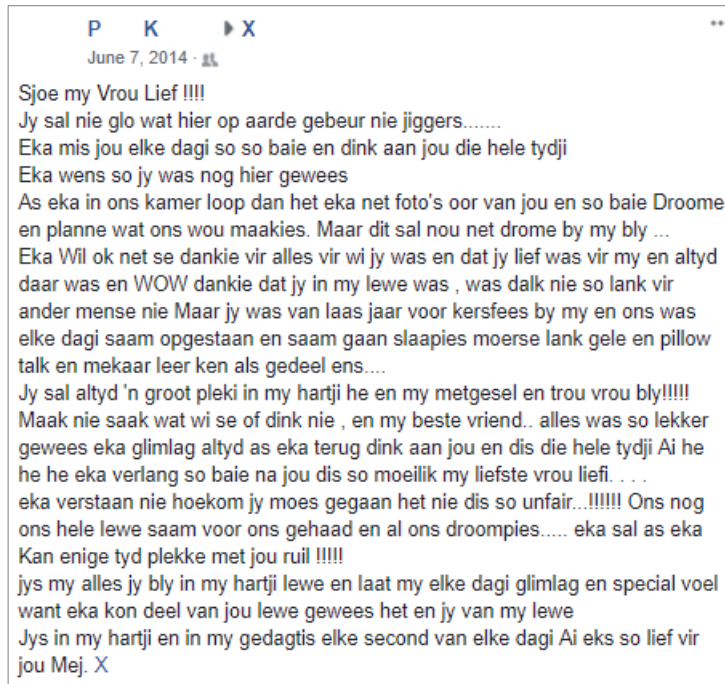 P K ▸ X
June 7, 2014 ·
Sjoe my Vrou Lief !!!!
Jy sal nie glo wat hier op aarde gebeur nie jiggers.......
Eka mis jou elke dagi so so baie en dink aan jou die hele tydji
Eka wens so jy was nog hier gewees
As eka in ons kamer loop dan het eka net foto's oor van jou en so baie Droome
en planne wat ons wou maakies. Maar dit sal nou net drome by my bly ...
Eka Wil ok net se dankie vir alles vir wi jy was en dat jy lief was vir my en altyd
daar was en WOW dankie dat jy in my lewe was , was dalk nie so lank vir
ander mense nie Maar jy was van laas jaar voor kersfees by my en ons was
elke dagi saam opgestaan en saam gaan slaapies moerse lank gele en pillow
talk en mekaar leer ken als gedeel ens....
Jy sal altyd 'n groot pleki in my hartji he en my metgesel en trou vrou bly!!!!!
Maak nie saak wat wi se of dink nie , en my beste vriend.. alles was so lekker
gewees eka glimlag altyd as eka terug dink aan jou en dis die hele tydji Ai he
he he eka verlang so baie na jou dis so moeilik my liefste vrou liefi. . . .
eka verstaan nie hoekom jy moes gegaan het nie dis so unfair...!!!!!! Ons nog
ons hele lewe saam voor ons gehaad en al ons droompies..... eka sal as eka
Kan enige tyd plekke met jou ruil !!!!!
jys my alles jy bly in my hartji lewe en laat my elke dagi glimlag en special voel
want eka kon deel van jou lewe gewees het en jy van my lewe
Jys in my hartji en in my gedagtis elke second van elke dagi Ai eks so lief vir
jou Mej. X